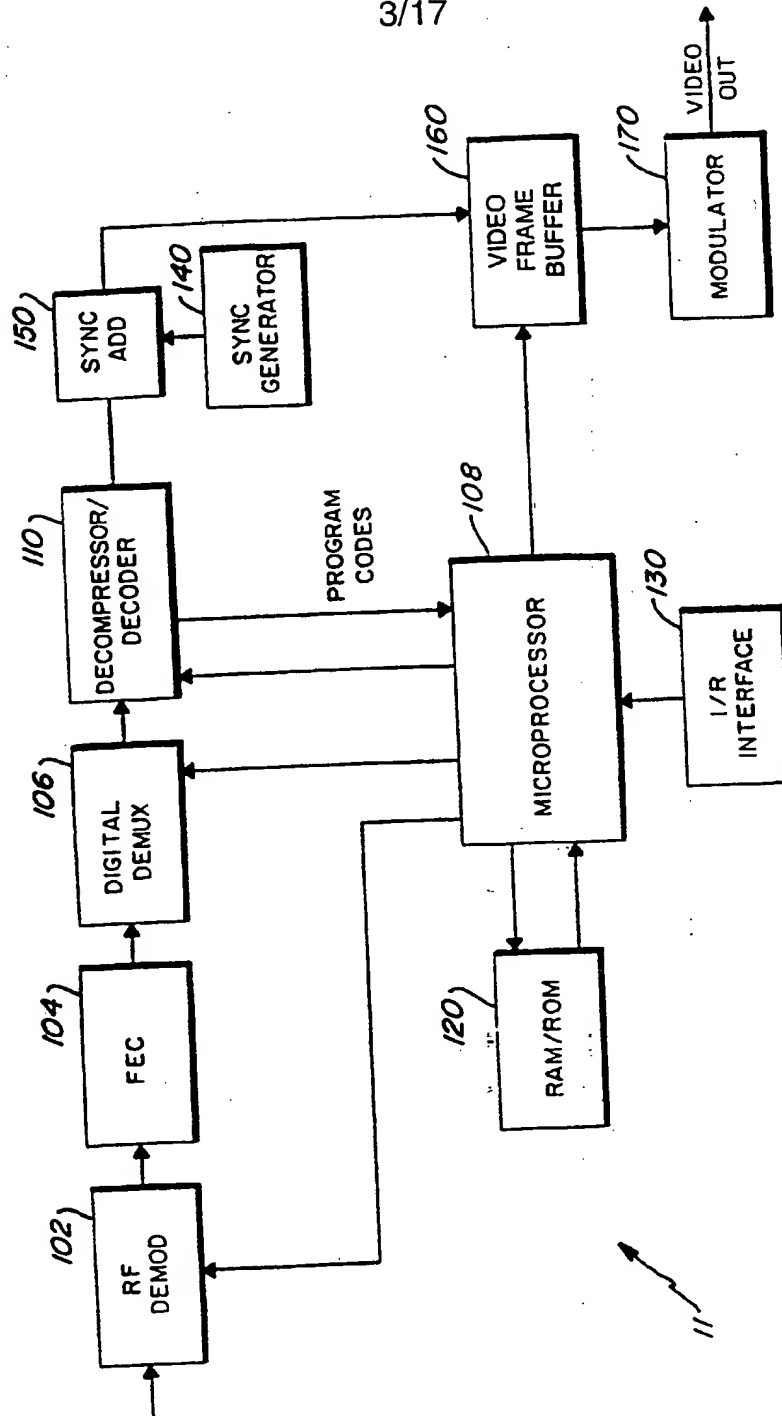 3/17
102
RF
DEMOD
104
FEC
106
DIGITAL
DEMUX
110
DECOMPRESSOR/
DECODER
150
SYNC
ADD
140
SYNC
GENERATOR
PROGRAM
CODES
108
MICROPROCESSOR
120
RAM/ROM
130
I/R
INTERFACE
160
VIDEO
FRAME
BUFFER
170
MODULATOR
VIDEO
OUT
11